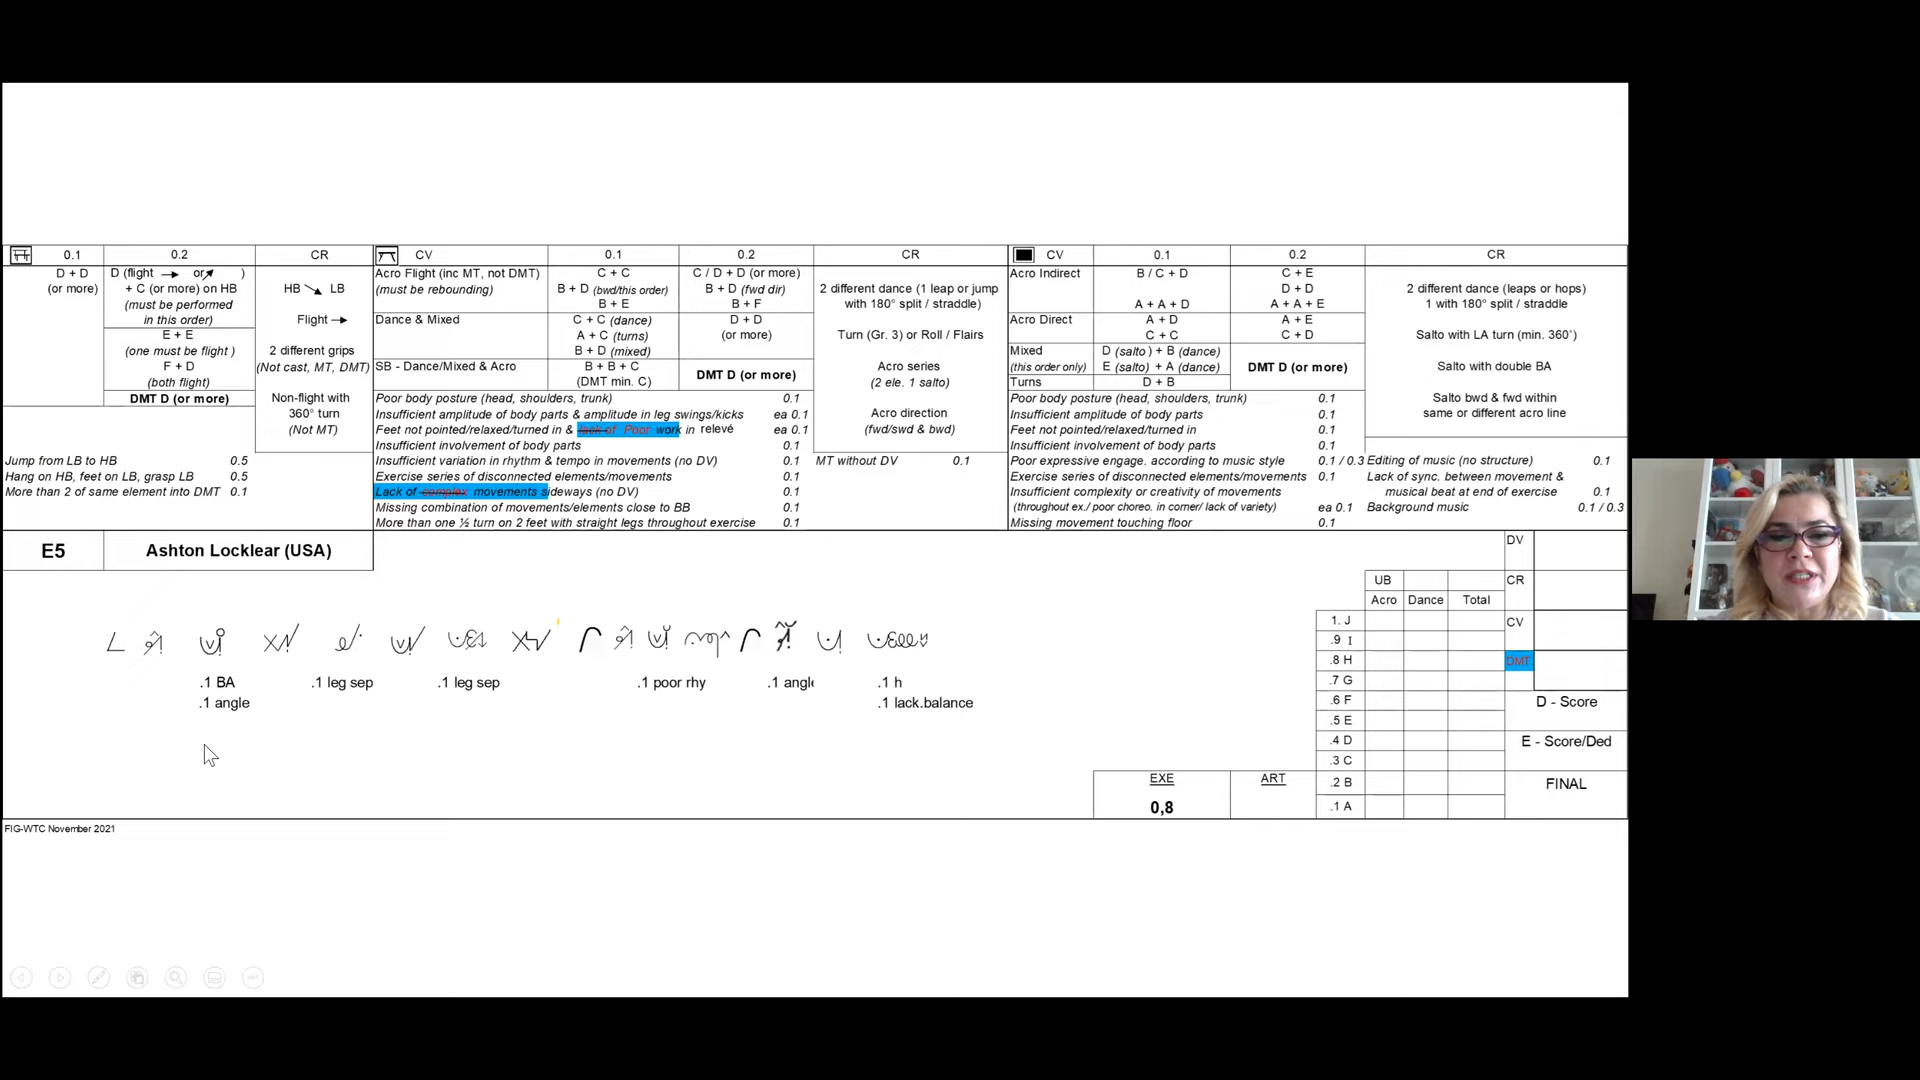 0.1 0.2 CR
D + D
(or more)
D (flight → or ↗ )
+ C (or more) on HB
(must be performed
in this order)
E + E
(one must be flight )
F + D
(both flight)
DMT D (or more)
HB ↘ LB
Flight →
2 different grips
(Not cast, MT, DMT)
Non-flight with
360° turn
(Not MT)
Jump from LB to HB 0.5
Hang on HB, feet on LB, grasp LB 0.5
More than 2 of same element into DMT 0.1
CV 0.1 0.2 CR
Acro Flight (inc MT, not DMT) C + C C / D + D (or more)
(must be rebounding) B + D (bwd/this order) B + D (fwd dir)
B + E B + F
Dance & Mixed C + C (dance) D + D
A + C (turns) (or more)
B + D (mixed)
SB - Dance/Mixed & Acro B + B + C DMT D (or more)
(DMT min. C)
2 different dance (1 leap or jump
with 180° split / straddle)
Turn (Gr. 3) or Roll / Flairs
Acro series
(2 ele. 1 salto)
Acro direction
(fwd/swd & bwd)
Poor body posture (head, shoulders, trunk) 0.1
Insufficient amplitude of body parts & amplitude in leg swings/kicks ea 0.1
Feet not pointed/relaxed/turned in & lack of Poor work in relevé ea 0.1
Insufficient involvement of body parts 0.1
Insufficient variation in rhythm & tempo in movements (no DV) 0.1
Exercise series of disconnected elements/movements 0.1
Lack of complex movements sideways (no DV) 0.1
Missing combination of movements/elements close to BB 0.1
More than one ½ turn on 2 feet with straight legs throughout exercise 0.1
MT without DV 0.1
CV 0.1 0.2 CR
Acro Indirect B / C + D C + E
D + D
A + A + D A + A + E
Acro Direct A + D A + E
C + C C + D
Mixed D (salto) + B (dance)
(this order only) E (salto) + A (dance) DMT D (or more)
Turns D + B
2 different dance (leaps or hops)
1 with 180° split / straddle
Salto with LA turn (min. 360°)
Salto with double BA
Salto bwd & fwd within
same or different acro line
Poor body posture (head, shoulders, trunk) 0.1
Insufficient amplitude of body parts 0.1
Feet not pointed/relaxed/turned in 0.1
Insufficient involvement of body parts 0.1
Poor expressive engage. according to music style 0.1 / 0.3
Exercise series of disconnected elements/movements 0.1
Insufficient complexity or creativity of movements
(throughout ex./ poor choreo. in corner/ lack of variety) ea 0.1
Missing movement touching floor 0.1
Editing of music (no structure) 0.1
Lack of sync. between movement &
musical beat at end of exercise 0.1
Background music 0.1 / 0.3
E5 Ashton Locklear (USA)
.1 BA .1 leg sep .1 leg sep .1 poor rhy .1 angle .1 h
.1 angle .1 lack.balance
EXE ART
0,8
UB
Acro Dance Total
1. J
.9 I
.8 H
.7 G
.6 F
.5 E
.4 D
.3 C
.2 B
.1 A
DV
CR
CV
DMT
D - Score
E - Score/Ded
FINAL
FIG-WTC November 2021